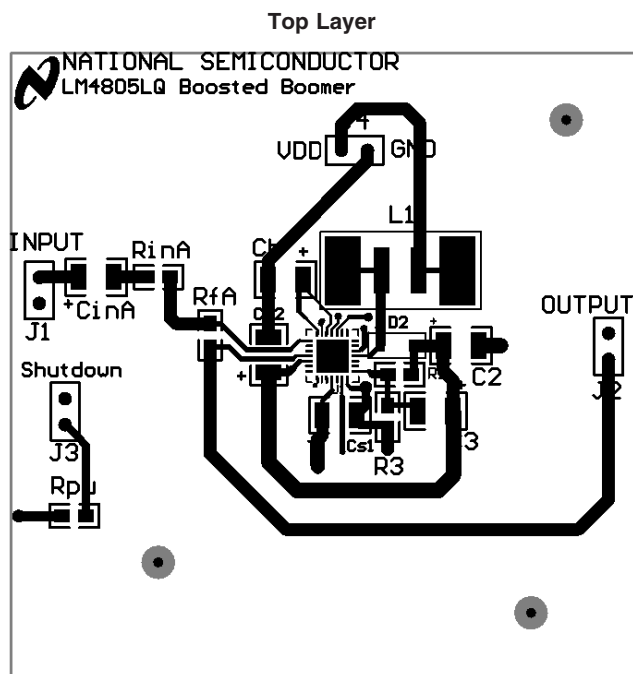 Top Layer
NATIONAL SEMICONDUCTOR
LM4805LQ Boosted Boomer
4
VDD GND
L1
INPUT
RinA
+
CinA
RfA
+
J1
OUTPUT
D2
+
C2
J2
Shutdown
+
J3
Cs1
R3